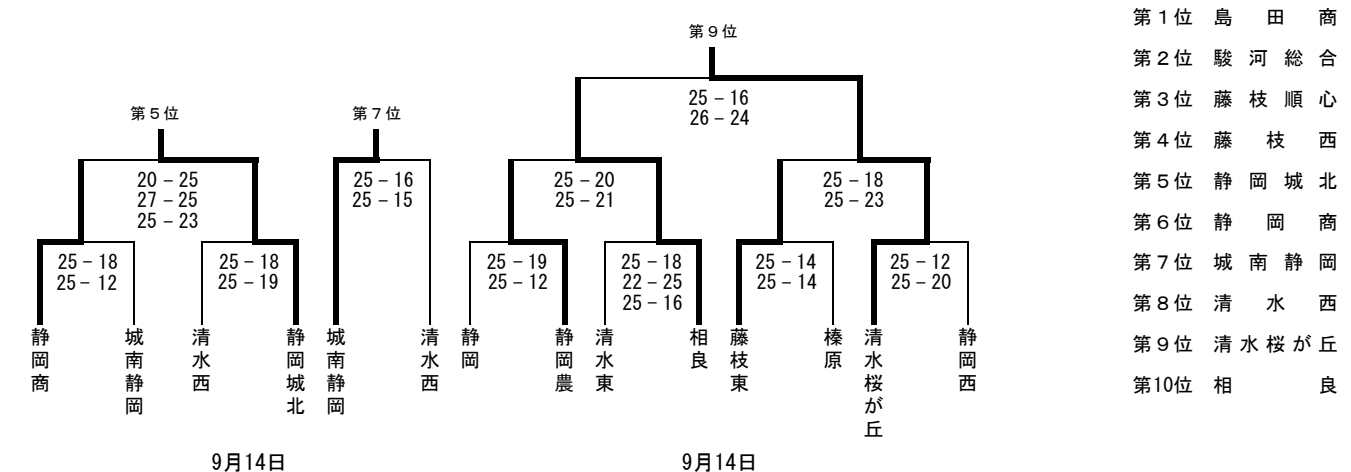 第５位
20 − 25
27 − 25
25 − 23
25 − 18
25 − 12
25 − 18
25 − 19
静岡商
城南静岡
清水西
静岡城北
第７位
25 − 16
25 − 15
城南静岡
清水西
9月14日
第９位
25 − 16
26 − 24
25 − 20
25 − 21
25 − 18
25 − 23
25 − 19
25 − 12
25 − 18
22 − 25
25 − 16
25 − 14
25 − 14
25 − 12
25 − 20
静岡
静岡農
清水東
相良
藤枝東
榛原
清水桜が丘
静岡西
9月14日
第１位 島田商
第２位 駿河総合
第３位 藤枝順心
第４位 藤枝西
第５位 静岡城北
第６位 静岡商
第７位 城南静岡
第８位 清水西
第９位 清水桜が丘
第10位 相良